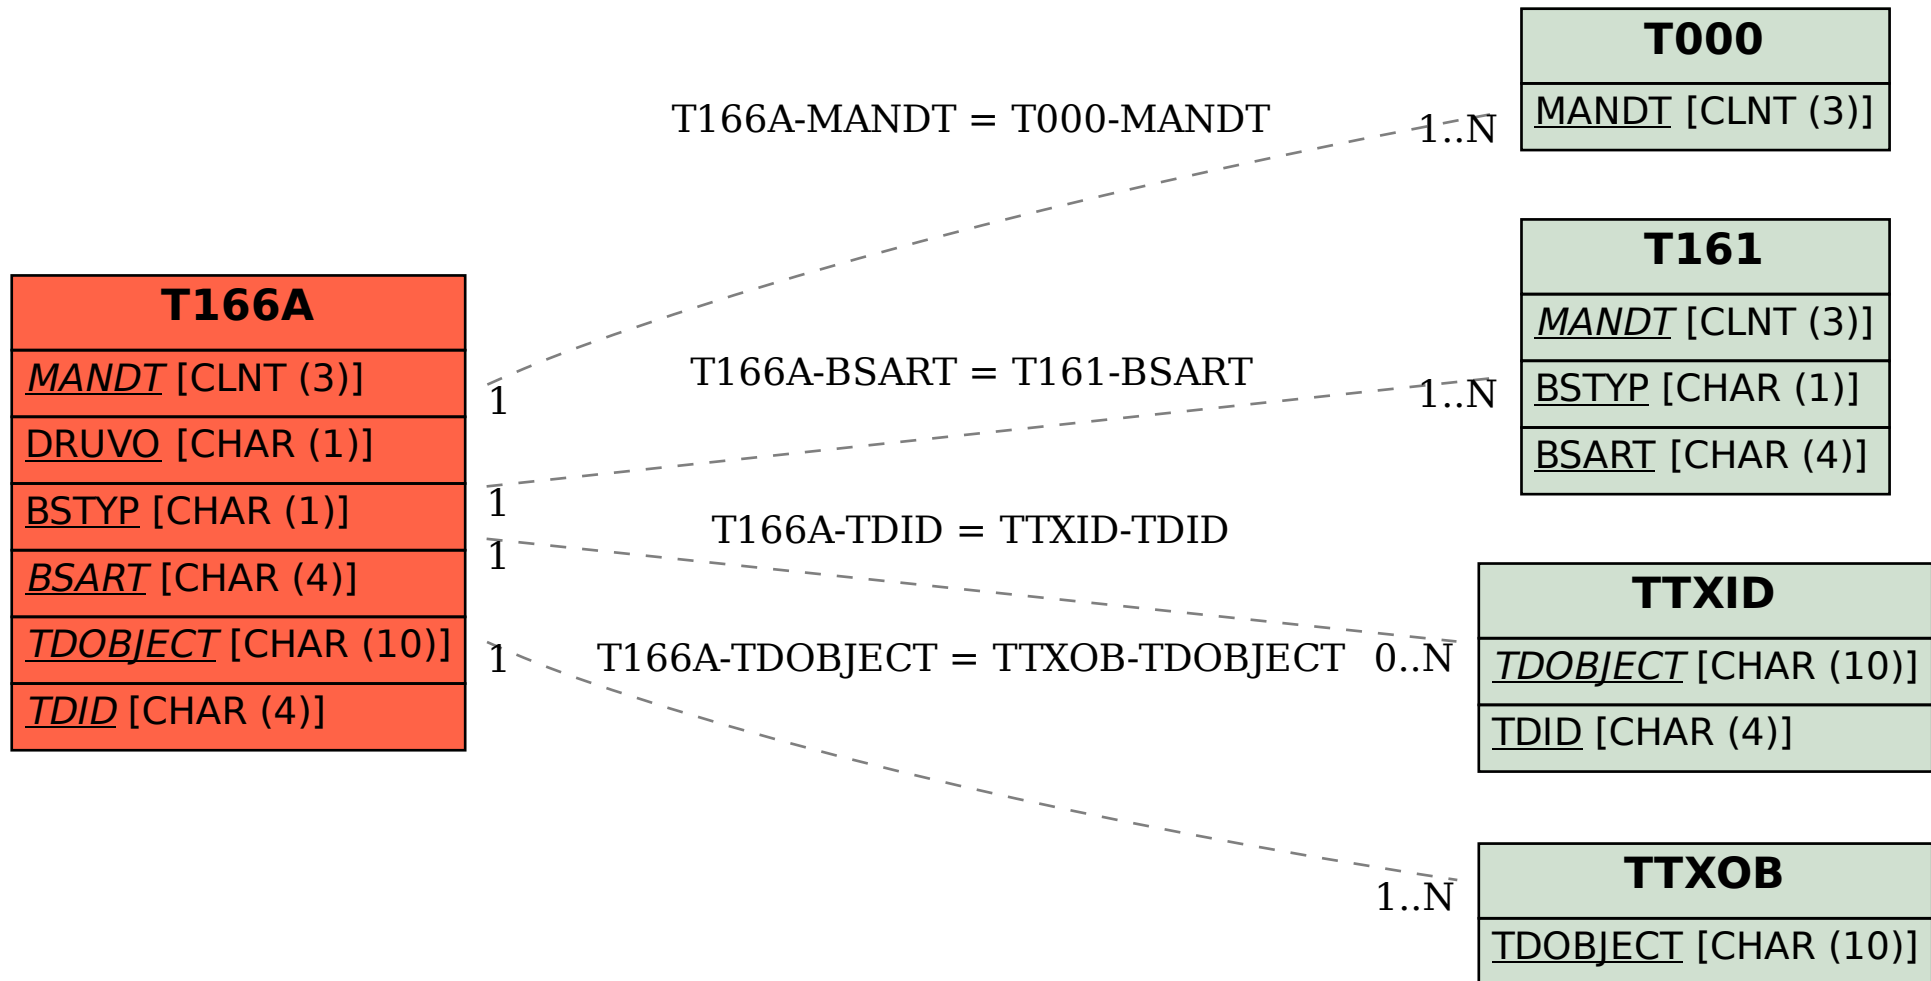 T166A
MANDT [CLNT (3)]
DRUVO [CHAR (1)]
BSTYP [CHAR (1)]
BSART [CHAR (4)]
TDOBJECT [CHAR (10)]
TDID [CHAR (4)]
T166A-MANDT = T000-MANDT
1
1..N
T166A-BSART = T161-BSART
1
1..N
T166A-TDID = TTXID-TDID
1
0..N
T166A-TDOBJECT = TTXOB-TDOBJECT
1
1..N
T000
MANDT [CLNT (3)]
T161
MANDT [CLNT (3)]
BSTYP [CHAR (1)]
BSART [CHAR (4)]
TTXID
TDOBJECT [CHAR (10)]
TDID [CHAR (4)]
TTXOB
TDOBJECT [CHAR (10)]